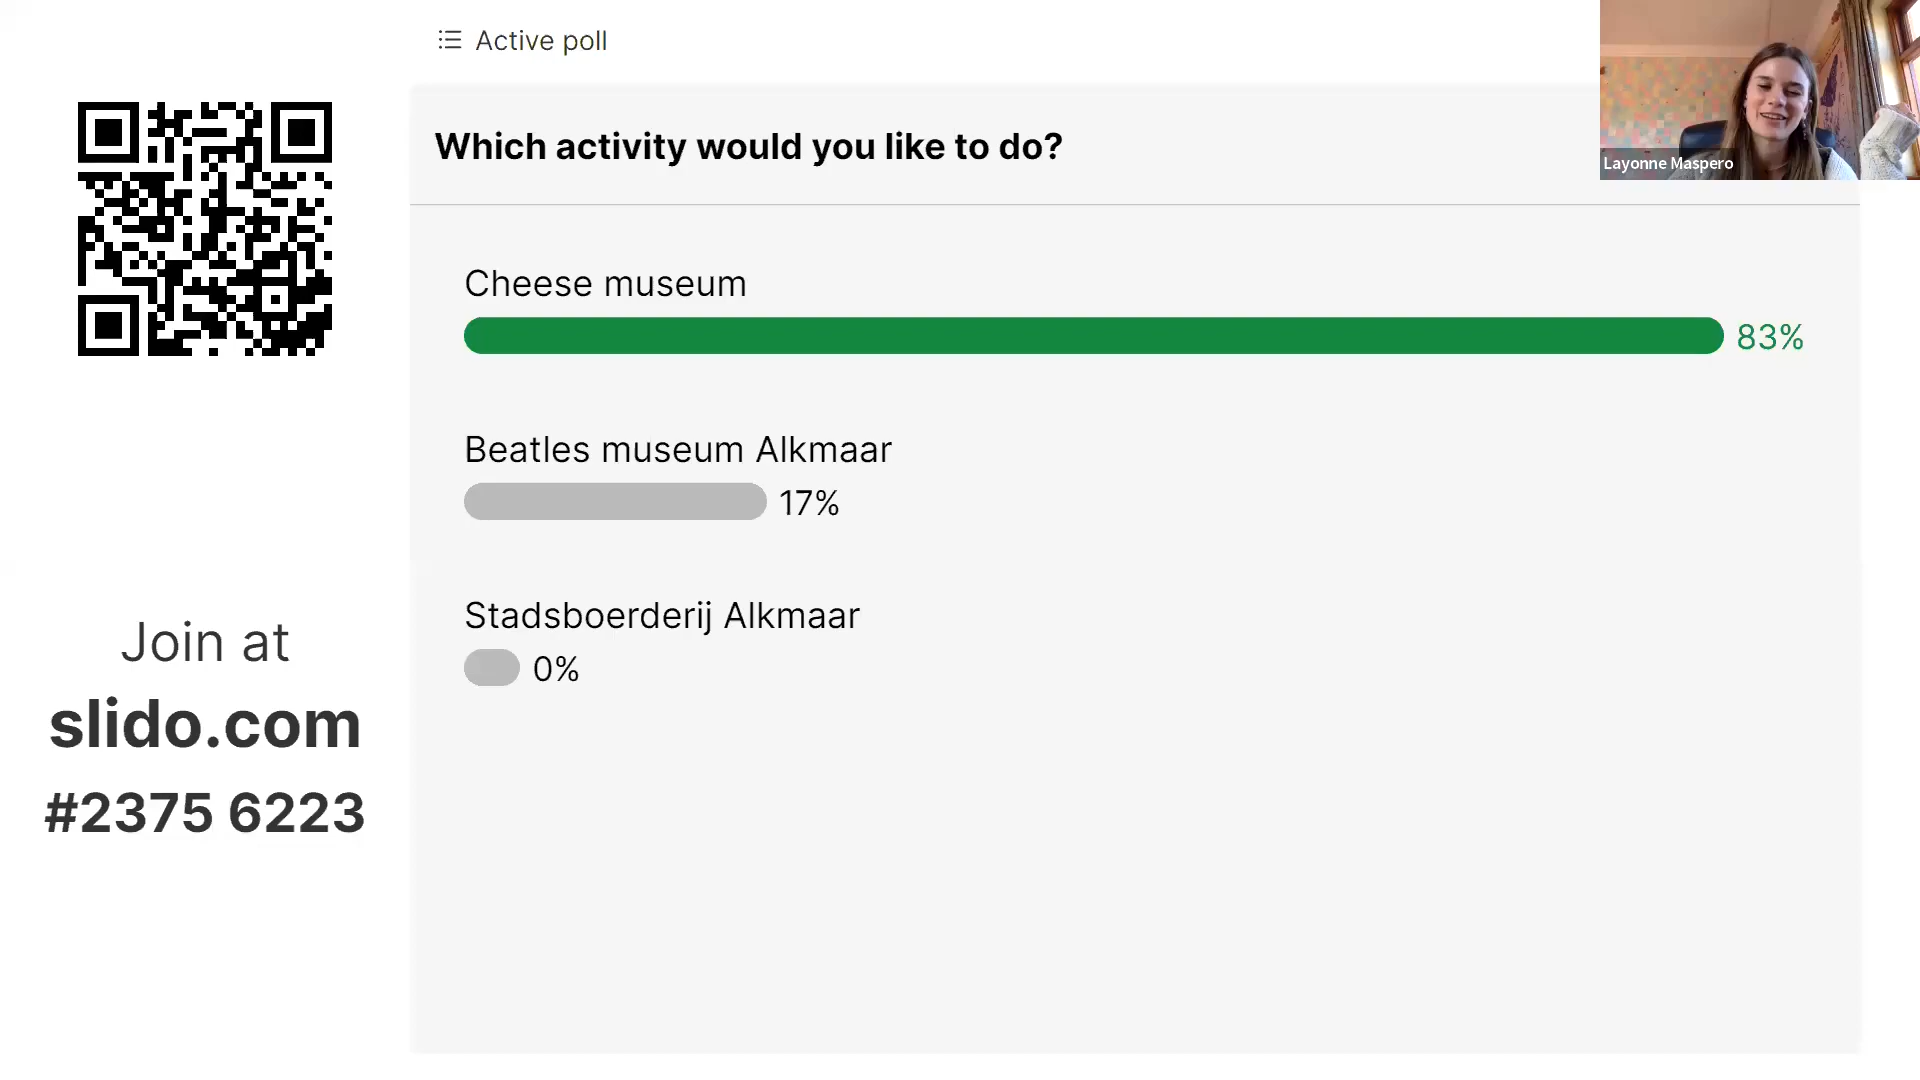 Active poll
Which activity would you like to do?
Layonne Maspero
Cheese museum
83%
Beatles museum Alkmaar
17%
Stadsboerderij Alkmaar
0%
Join at
slido.com
#2375 6223